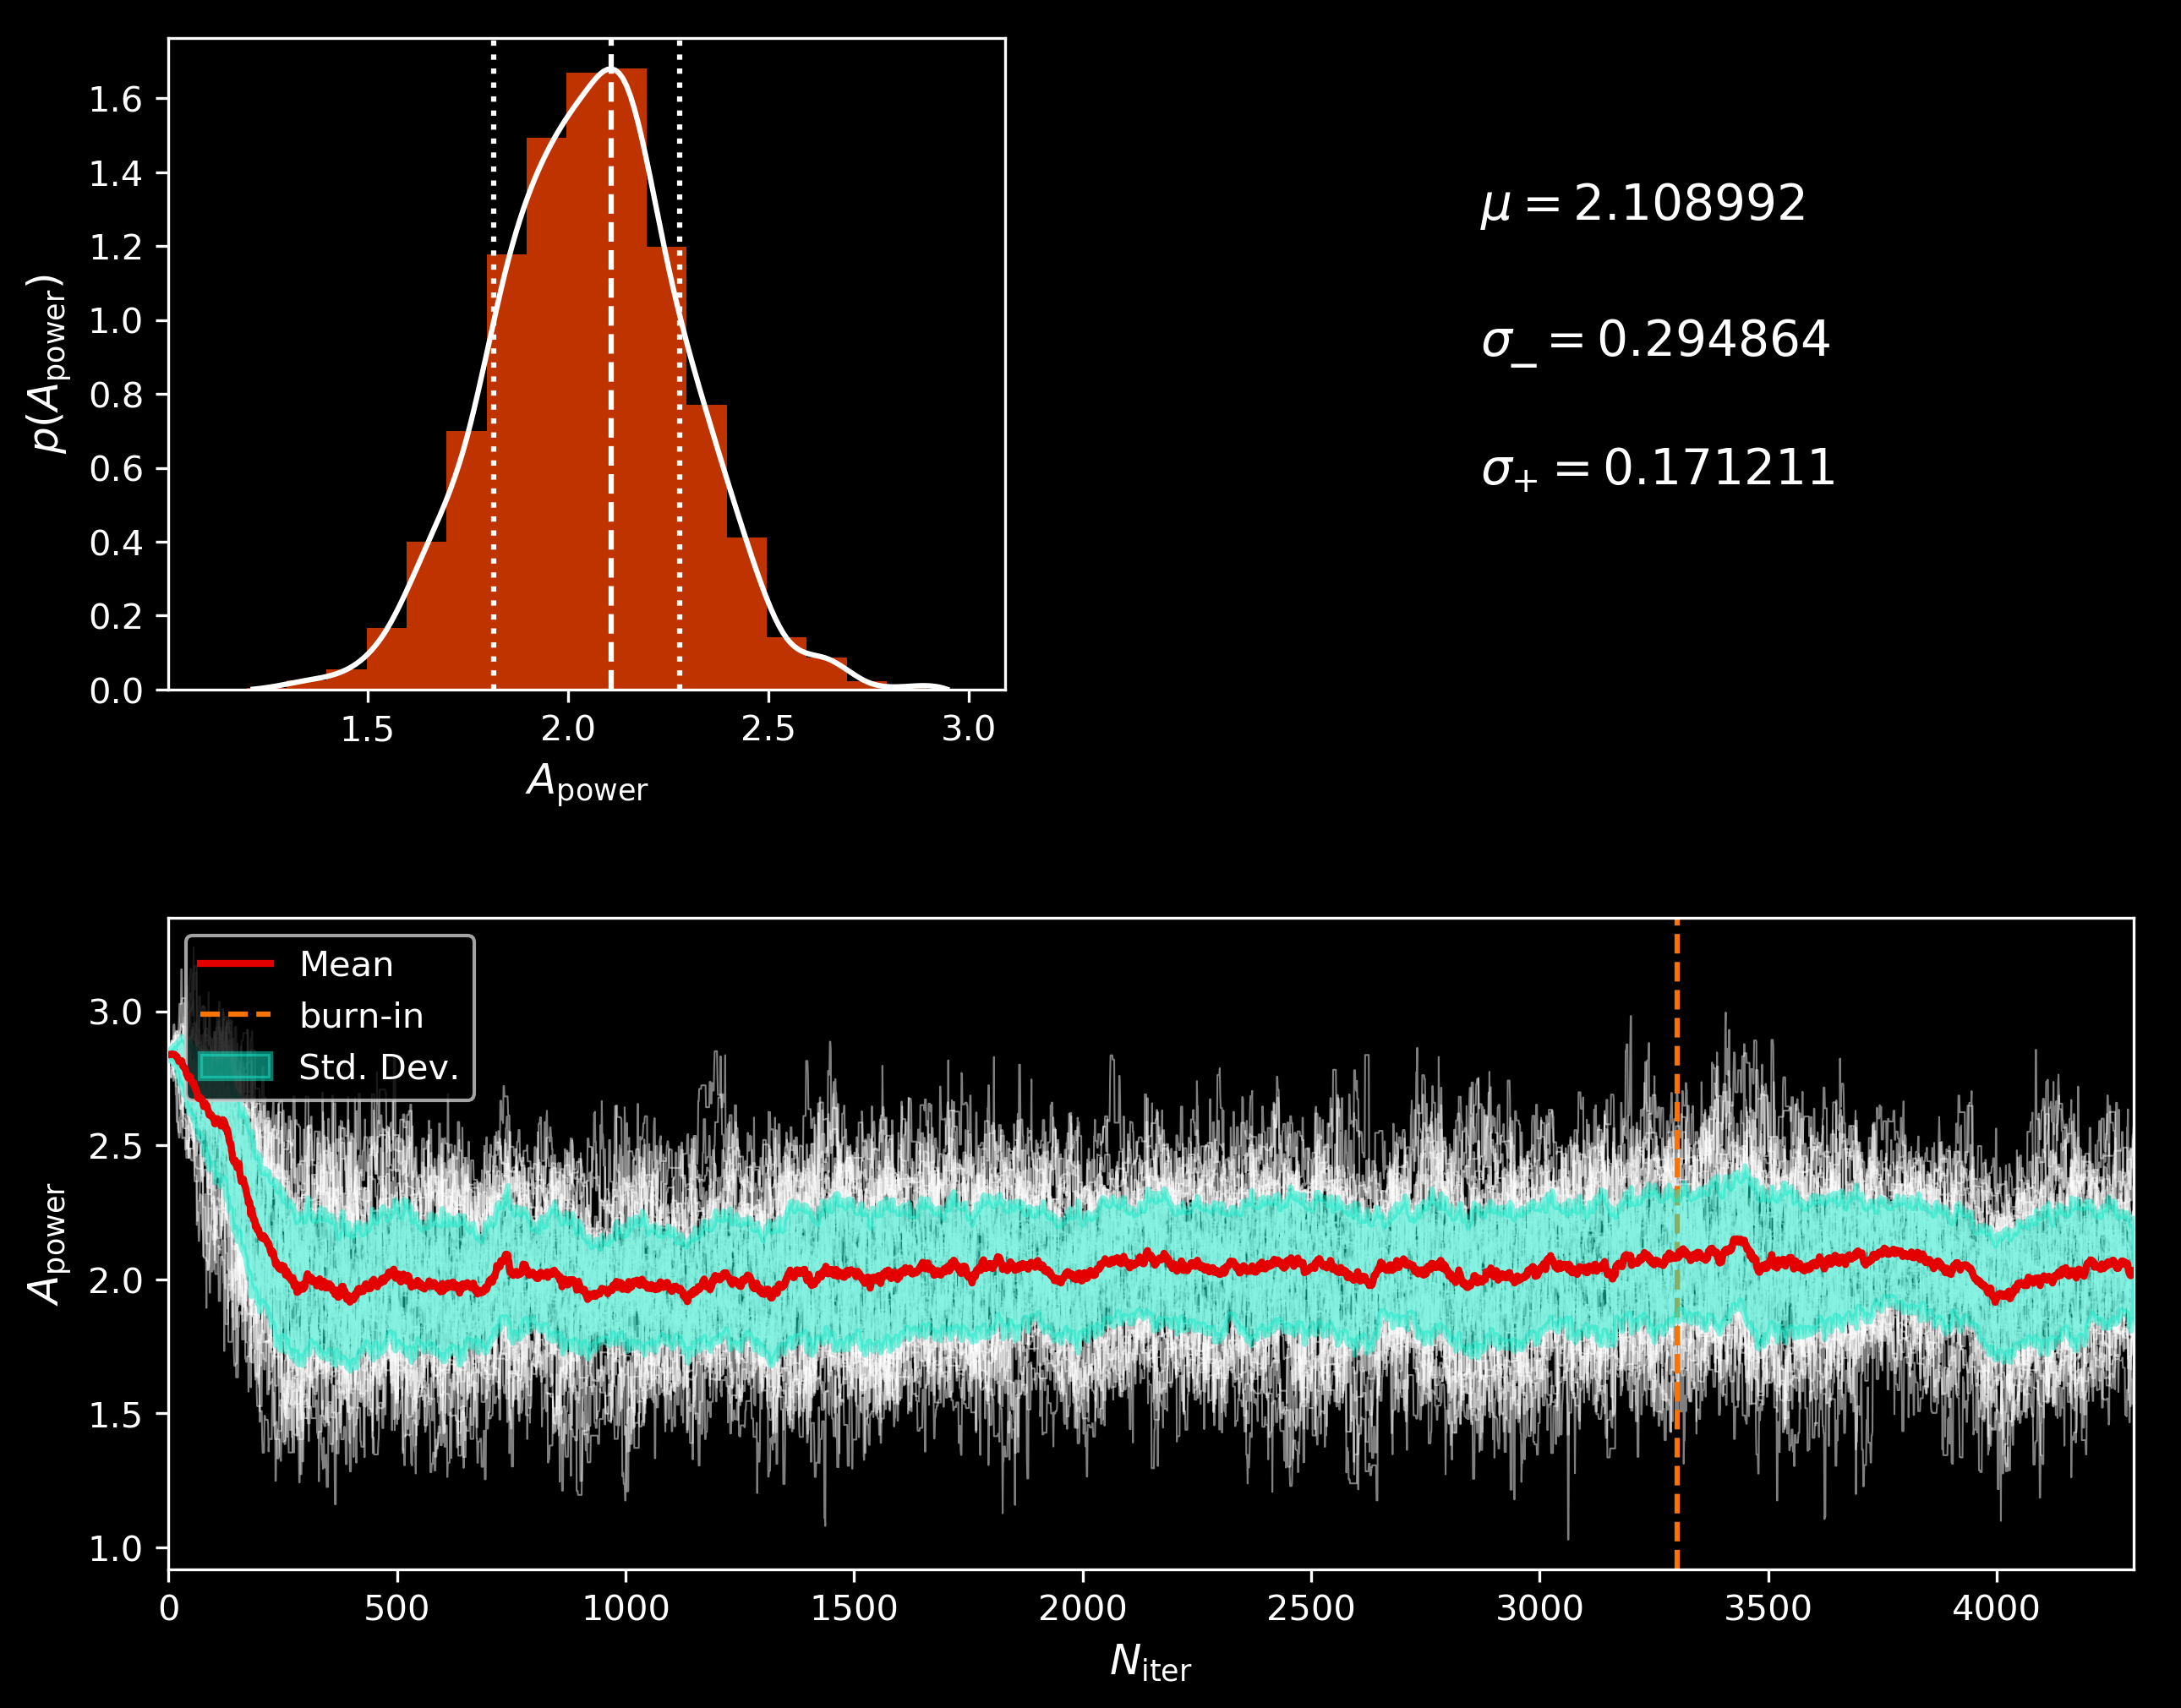 p(A_power)
1.6
1.4
1.2
1.0
0.8
0.6
0.4
0.2
0.0
1.5 2.0 2.5 3.0
A_power
μ = 2.108992
σ_− = 0.294864
σ_+ = 0.171211
A_power
3.0
2.5
2.0
1.5
1.0
Mean
burn-in
Std. Dev.
0 500 1000 1500 2000 2500 3000 3500 4000
N_iter